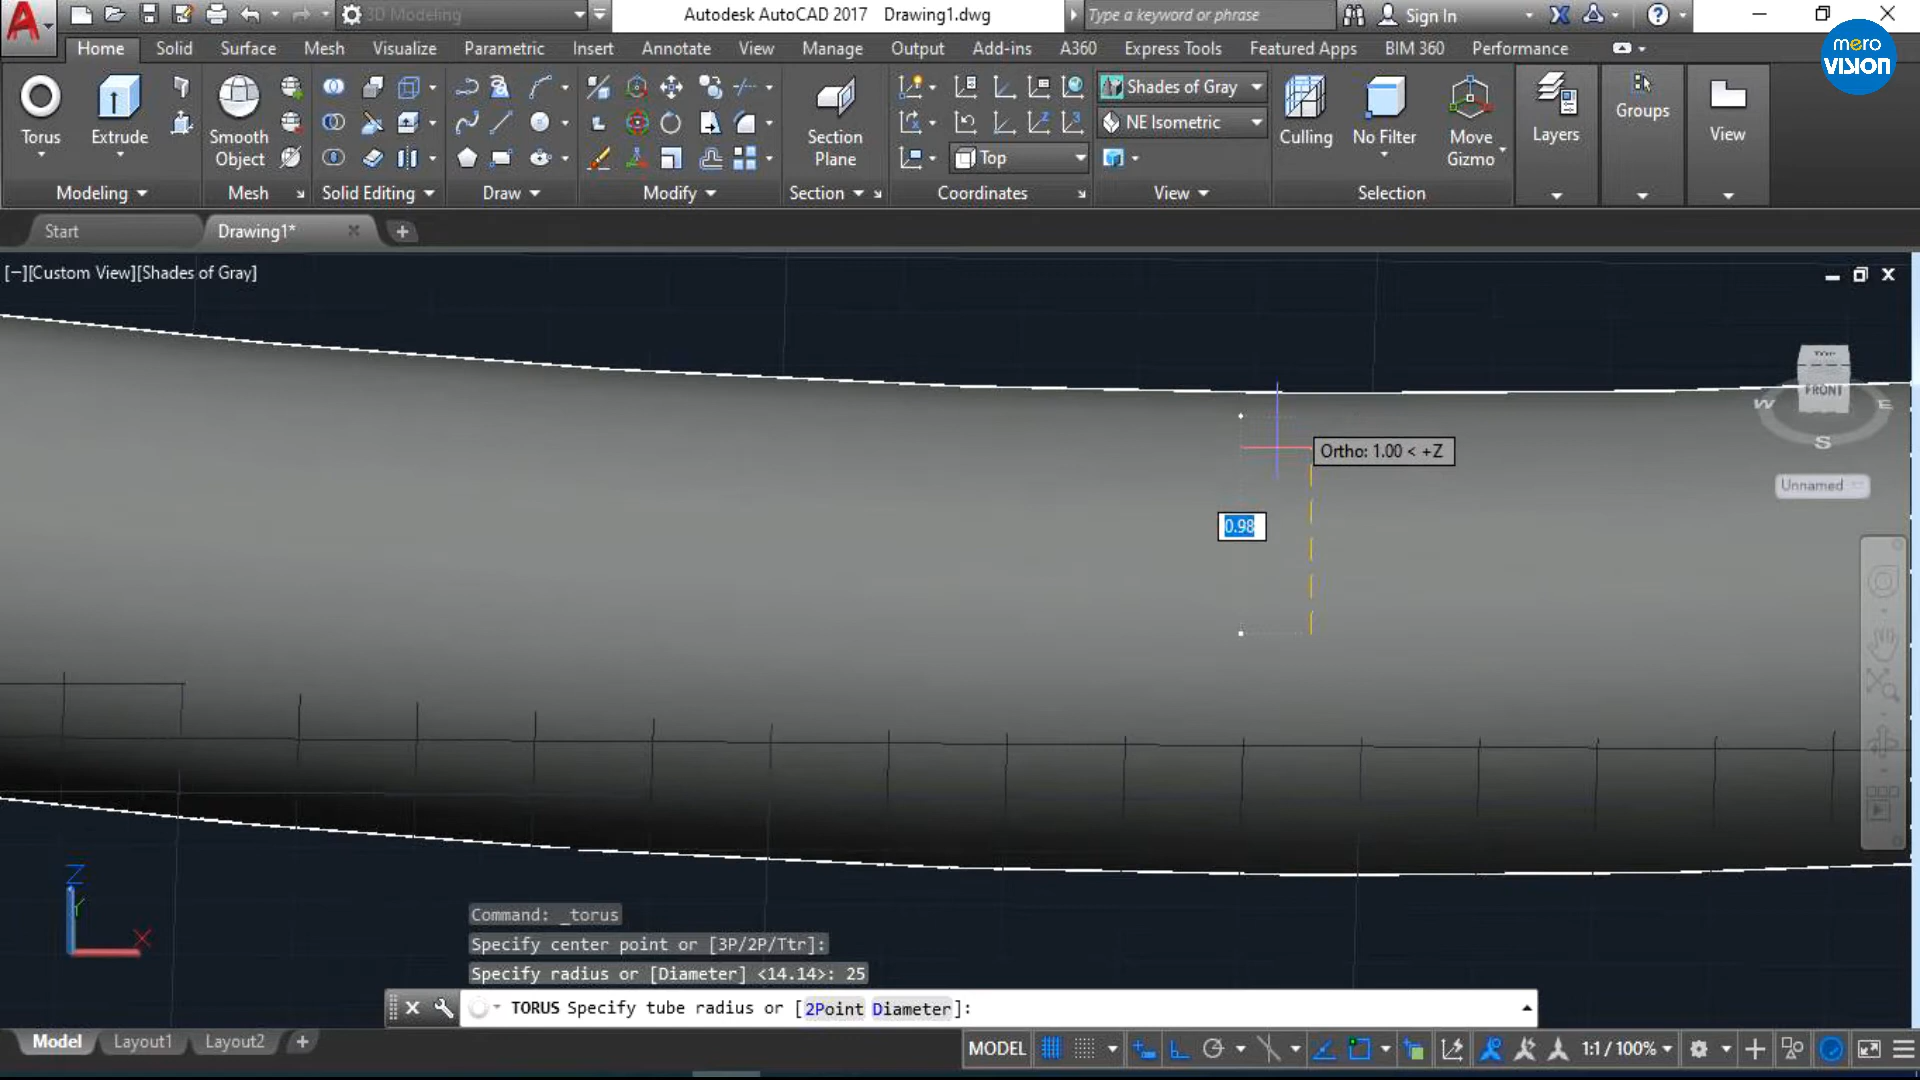 3D Modeling
Autodesk AutoCAD 2017 Drawing1.dwg
Type a keyword or phrase
Sign In
mero
VISION
Home Solid Surface Mesh Visualize Parametric Insert Annotate View Manage Output Add-ins A360 Express Tools Featured Apps BIM 360 Performance
Torus
Extrude
Smooth
Object
Section
Plane
Shades of Gray
NE Isometric
Top
Culling
No Filter
Move
Gizmo
Layers
Groups
View
Modeling Mesh Solid Editing Draw Modify Section Coordinates View Selection
Start Drawing1* +
[−][Custom View][Shades of Gray]
TOP
FRONT
W E
S
Unnamed
Ortho: 1.00 < +Z
0.98
Z
Y
X
Command: _torus
Specify center point or [3P/2P/Ttr]:
Specify radius or [Diameter] <14.14>: 25
TORUS Specify tube radius or [2Point Diameter]:
Model Layout1 Layout2 +
MODEL 1:1 / 100%